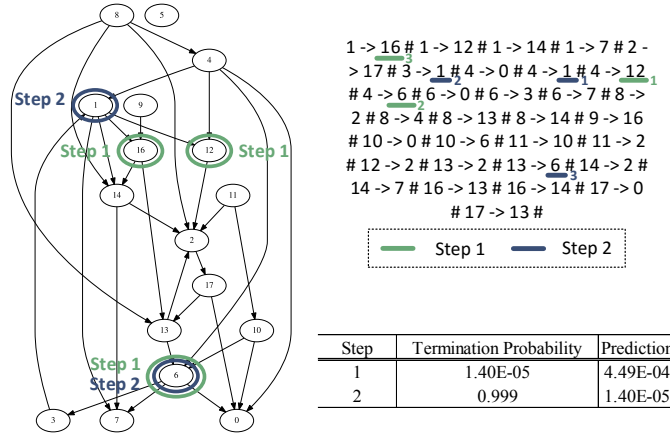 8
5
4
Step 2
1
9
Step 1
16
12
Step 1
14
11
2
17
13
10
Step 1
Step 2
6
3
7
0
1 -> 16 # 1 -> 12 # 1 -> 14 # 1 -> 7 # 2 -
3
> 17 # 3 -> 1 # 4 -> 0 # 4 -> 1 # 4 -> 12
2 1 1
# 4 -> 6 # 6 -> 0 # 6 -> 3 # 6 -> 7 # 8 ->
2
2 # 8 -> 4 # 8 -> 13 # 8 -> 14 # 9 -> 16
# 10 -> 0 # 10 -> 6 # 11 -> 10 # 11 -> 2
# 12 -> 2 # 13 -> 2 # 13 -> 6 # 14 -> 2 #
3
14 -> 7 # 16 -> 13 # 16 -> 14 # 17 -> 0
# 17 -> 13 #
Step 1 Step 2
Step Termination Probability Prediction
1 1.40E-05 4.49E-04
2 0.999 1.40E-05